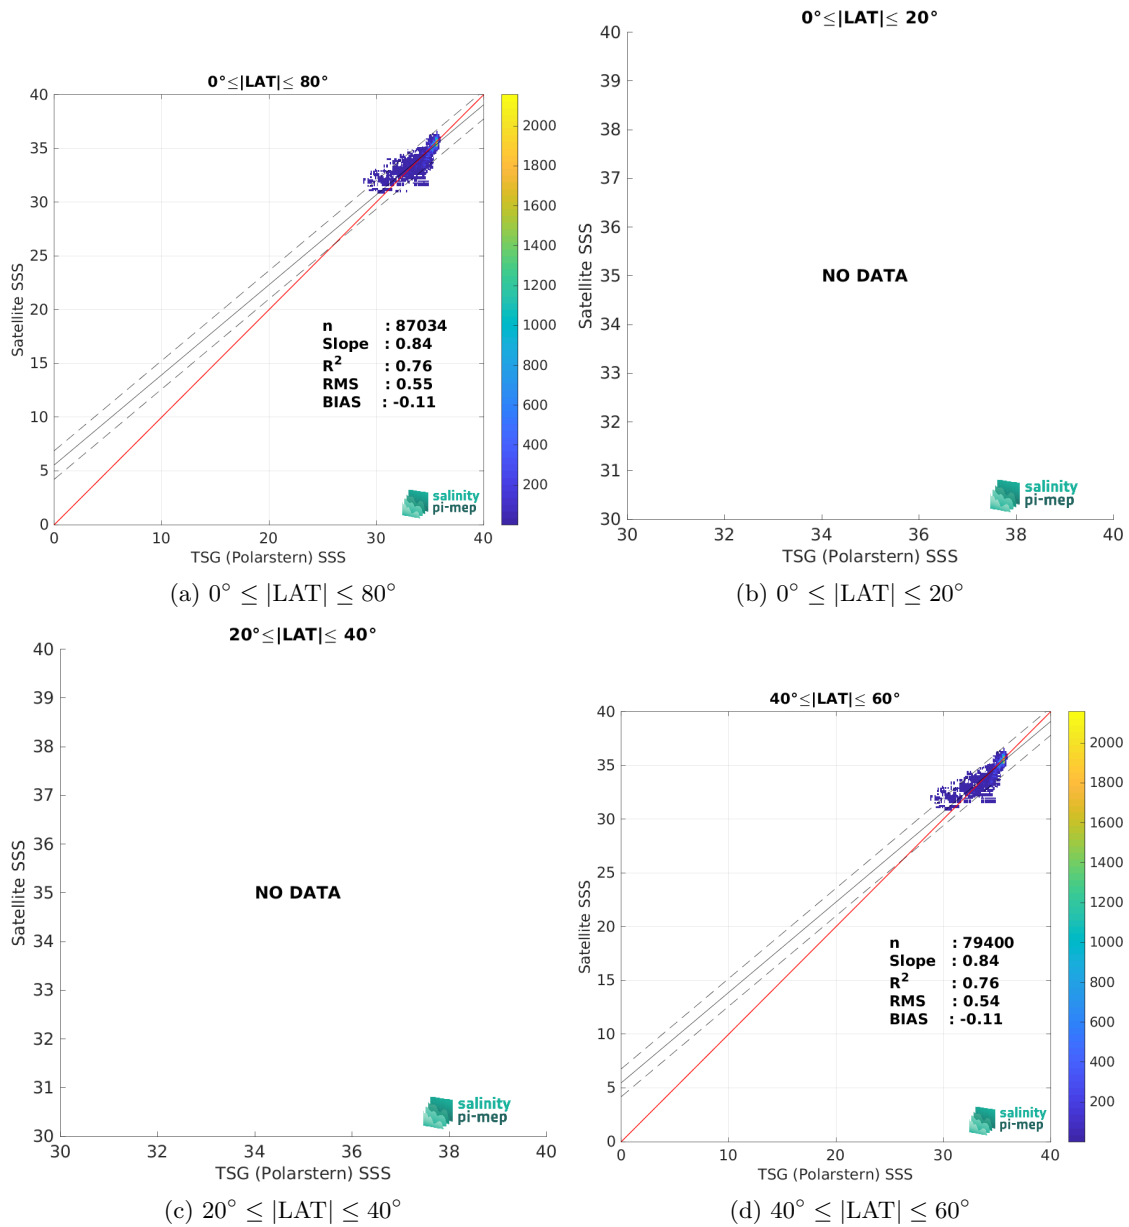 0°≤|LAT|≤ 80°
40
35
30
25
20
15
10
5
0
Satellite SSS
0
10
20
30
40
TSG (Polarstern) SSS
n : 87034
Slope : 0.84
R² : 0.76
RMS : 0.55
BIAS : -0.11
salinity
pi-mep
2000
1800
1600
1400
1200
1000
800
600
400
200
(a) 0° ≤ |LAT| ≤ 80°
0°≤|LAT|≤ 20°
40
39
38
37
36
35
34
33
32
31
30
Satellite SSS
NO DATA
salinity
pi-mep
30
32
34
36
38
40
TSG (Polarstern) SSS
(b) 0° ≤ |LAT| ≤ 20°
20°≤|LAT|≤ 40°
40
39
38
37
36
35
34
33
32
31
30
Satellite SSS
NO DATA
salinity
pi-mep
30
32
34
36
38
40
TSG (Polarstern) SSS
(c) 20° ≤ |LAT| ≤ 40°
40°≤|LAT|≤ 60°
40
35
30
25
20
15
10
5
0
Satellite SSS
n : 79400
Slope : 0.84
R² : 0.76
RMS : 0.54
BIAS : -0.11
salinity
pi-mep
0
10
20
30
40
TSG (Polarstern) SSS
2000
1800
1600
1400
1200
1000
800
600
400
200
(d) 40° ≤ |LAT| ≤ 60°